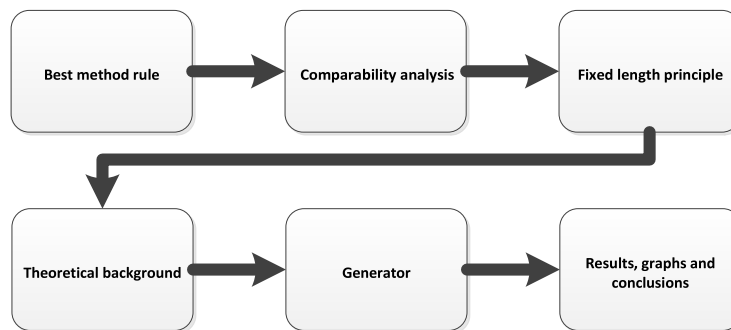 Best method rule
Comparability analysis
Fixed length principle
Theoretical background
Generator
Results, graphs and
conclusions